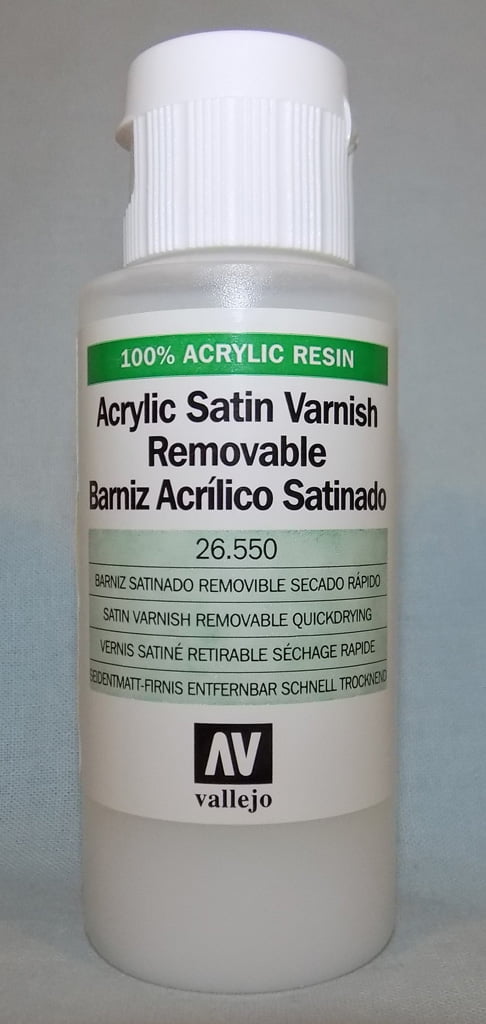 100% ACRYLIC RESIN
Acrylic Satin Varnish
Removable
Barniz Acrílico Satinado
26.550
BARNIZ SATINADO REMOVIBLE SECADO RÁPIDO
SATIN VARNISH REMOVABLE QUICKDRYING
VERNIS SATINÉ RETIRABLE SÉCHAGE RAPIDE
SEIDENTMATT-FIRNIS ENTFERNBAR SCHNELL TROCKNEND
AV
vallejo